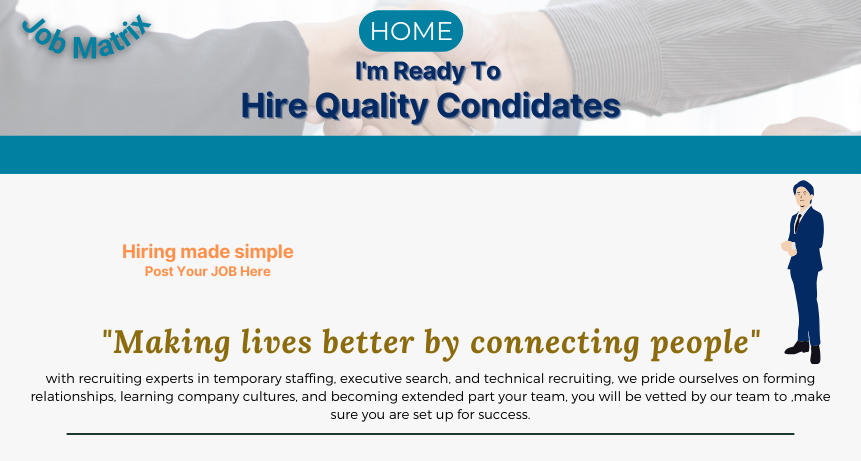 Job Matrix
HOME
I'm Ready To
Hire Quality Condidates
Hiring made simple
Post Your JOB Here
"Making lives better by connecting people"
with recruiting experts in temporary staffing, executive search, and technical recruiting, we pride ourselves on forming
relationships, learning company cultures, and becoming extended part your team, you will be vetted by our team to ,make
sure you are set up for success.